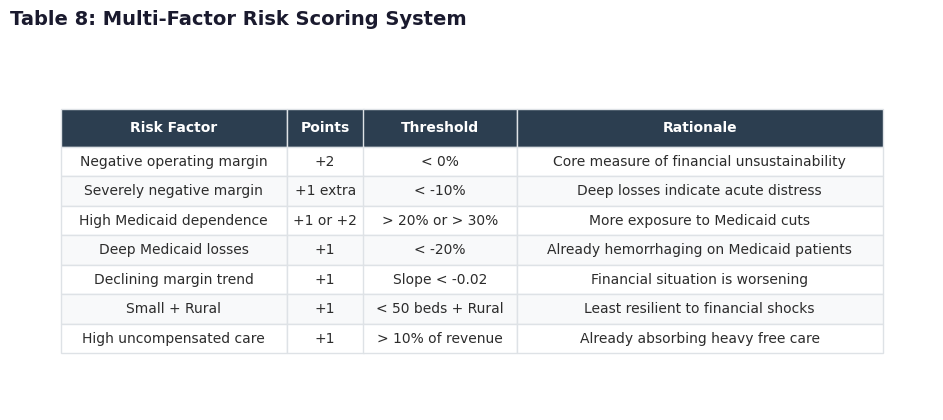 Table 8: Multi-Factor Risk Scoring System
Risk Factor Points Threshold Rationale
Negative operating margin +2 < 0% Core measure of financial unsustainability
Severely negative margin +1 extra < -10% Deep losses indicate acute distress
High Medicaid dependence +1 or +2 > 20% or > 30% More exposure to Medicaid cuts
Deep Medicaid losses +1 < -20% Already hemorrhaging on Medicaid patients
Declining margin trend +1 Slope < -0.02 Financial situation is worsening
Small + Rural +1 < 50 beds + Rural Least resilient to financial shocks
High uncompensated care +1 > 10% of revenue Already absorbing heavy free care